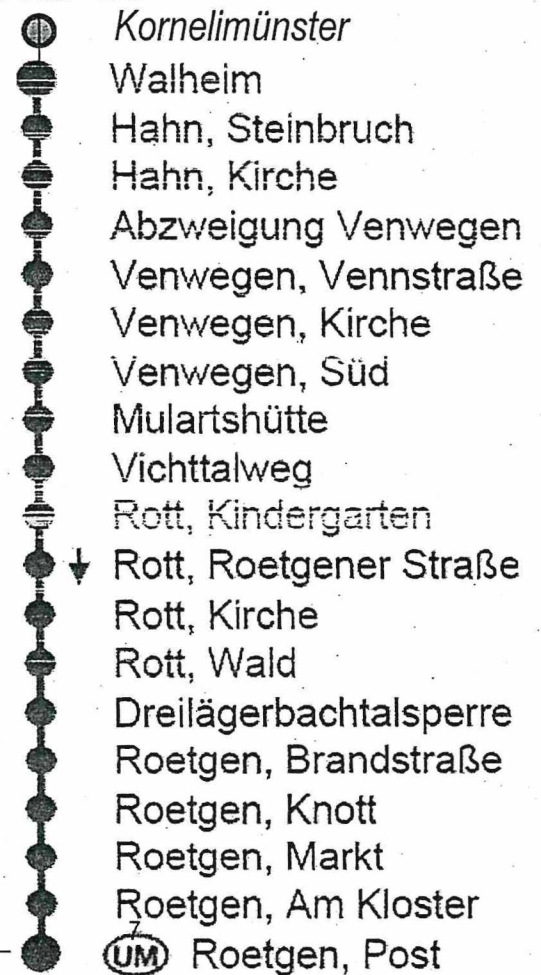 Kornelimünster
Walheim
Hahn, Steinbruch
Hahn, Kirche
Abzweigung Venwegen
Venwegen, Vennstraße
Venwegen, Kirche
Venwegen, Süd
Mulartshütte
Vichttalweg
Rott, Kindergarten
Rott, Roetgener Straße
Rott, Kirche
Rott, Wald
Dreilägerbachtalsperre
Roetgen, Brandstraße
Roetgen, Knott
Roetgen, Markt
Roetgen, Am Kloster
7
UM Roetgen, Post